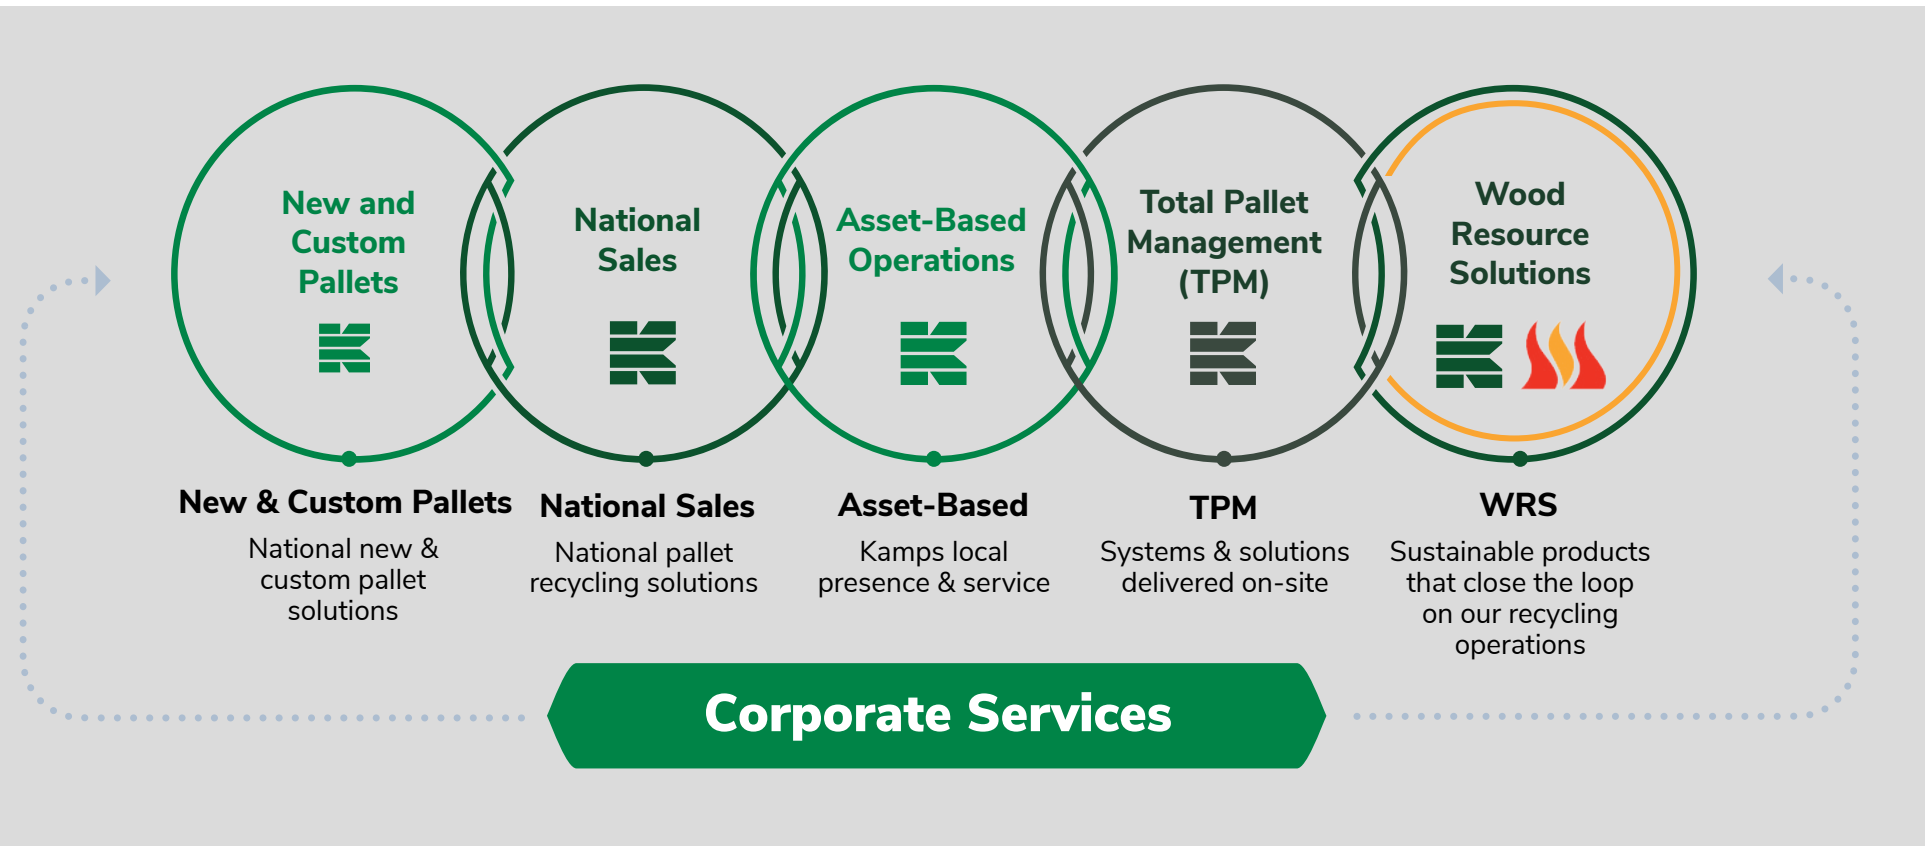 New and
Custom
Pallets
National
Sales
Asset-Based
Operations
Total Pallet
Management
(TPM)
Wood
Resource
Solutions
New & Custom Pallets
National new &
custom pallet
solutions
National Sales
National pallet
recycling solutions
Asset-Based
Kamps local
presence & service
TPM
Systems & solutions
delivered on-site
WRS
Sustainable products
that close the loop
on our recycling
operations
Corporate Services